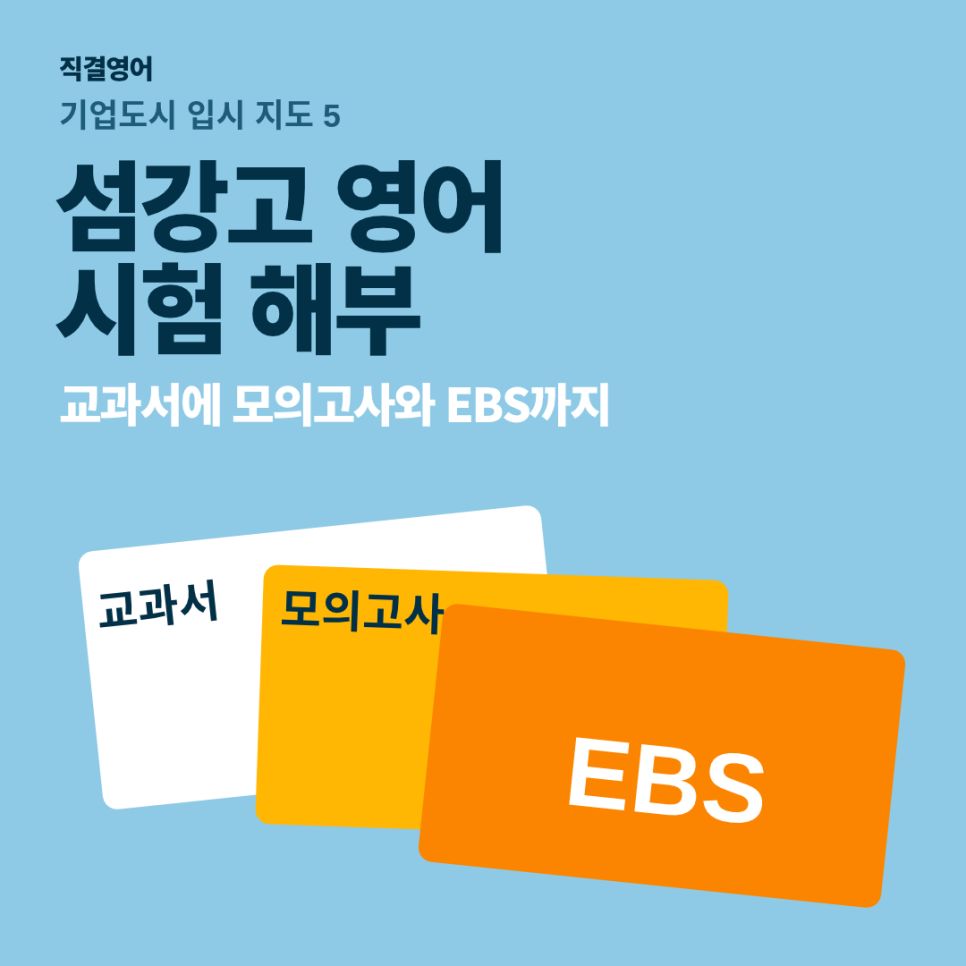 직결영어
기업도시 입시 지도 5
섬강고 영어
시험 해부
교과서에 모의고사와 EBS까지
교과서
모의고사
EBS